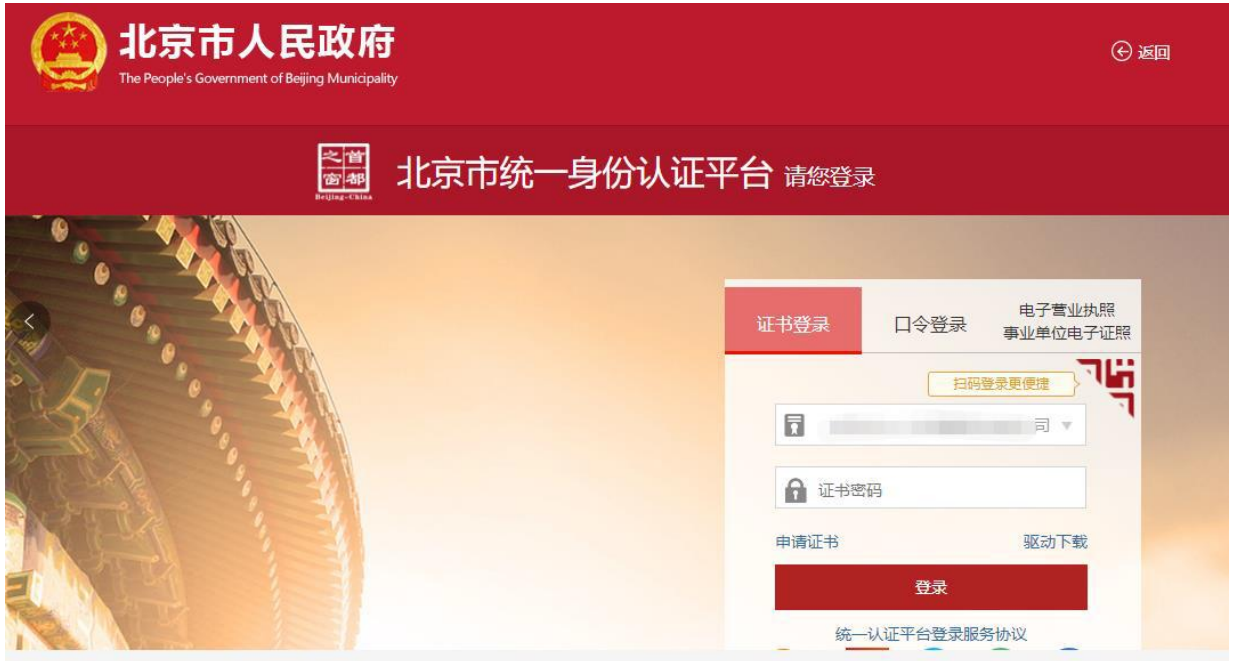 北京市人民政府
The People's Government of Beijing Municipality
返回
首都之窗
Beijing-China
北京市统一身份认证平台 请您登录
证书登录
口令登录
电子营业执照
事业单位电子证照
扫码登录更便捷
司
证书密码
申请证书
驱动下载
登录
统一认证平台登录服务协议